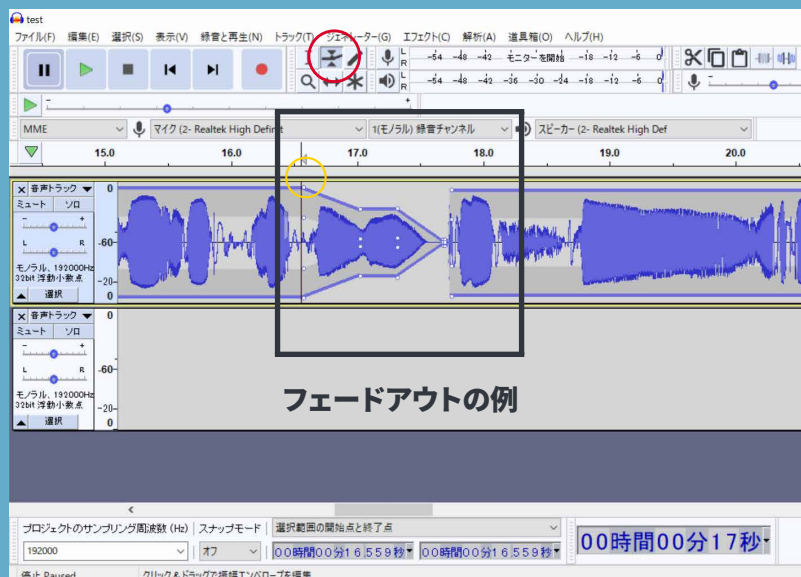 test
ファイル(F) 編集(E) 選択(S) 表示(V) 録音と再生(N) トラック(T) ジェネレーター(G) エフェクト(C) 解析(A) 道具箱(O) ヘルプ(H)
L
R
-54 -48 -42 モニターを開始 -18 -12 -6 0
L
R
-54 -48 -42 -36 -30 -24 -18 -12 -6 0
- +
MME マイク (2- Realtek High Definit 1(モノラル) 録音チャンネル スピーカー (2- Realtek High Def
15.0 16.0 17.0 18.0 19.0 20.0
× 音声トラック
ミュート ソロ
- +
L R
モノラル、192000Hz
32bit 浮動小数点
選択
0
-60-
-20-
0
× 音声トラック
ミュート ソロ
- +
L R
モノラル、192000Hz
32bit 浮動小数点
選択
0
-60-
-20-
0
フェードアウトの例
プロジェクトのサンプリング周波数 (Hz) スナップモード 選択範囲の開始点と終了点
192000 オフ 00時間00分16.559秒 00時間00分16.559秒
00時間00分17秒
停止 Paused クリック&ドラッグで振幅エンベロープを編集